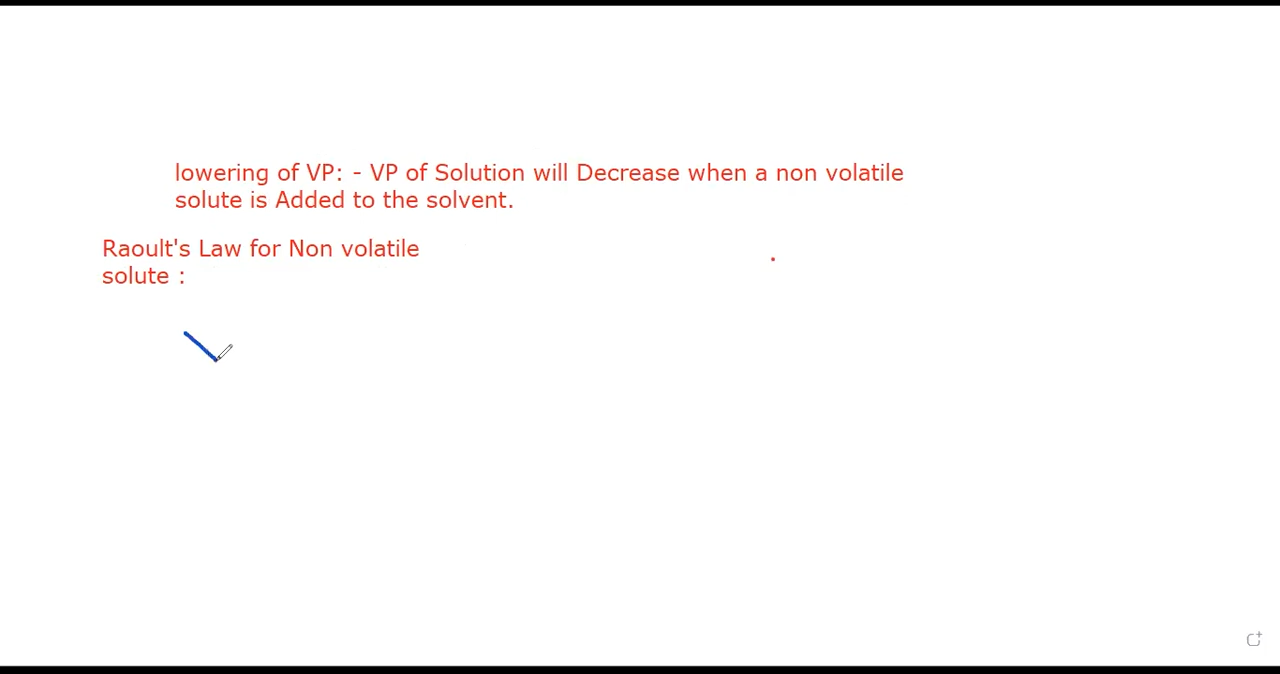 lowering of VP: - VP of Solution will Decrease when a non volatile
solute is Added to the solvent.
Raoult's Law for Non volatile
solute :